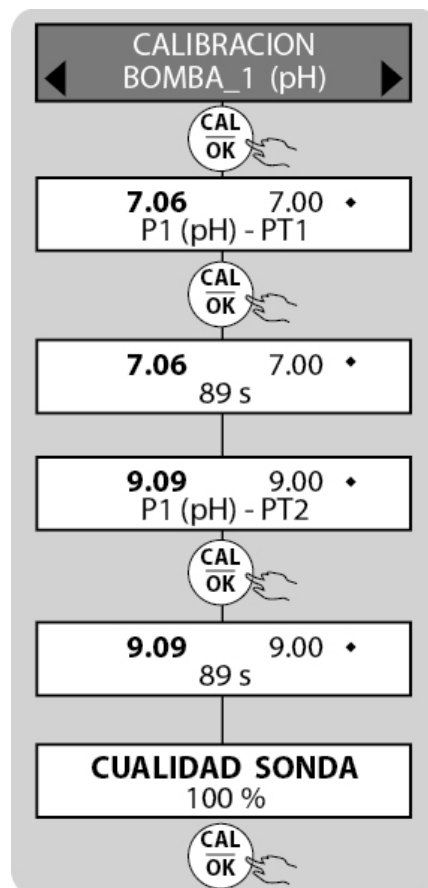 CALIBRACION
BOMBA_1 (pH)
CAL
OK
7.06 7.00
P1 (pH) - PT1
CAL
OK
7.06 7.00
89 s
9.09 9.00
P1 (pH) - PT2
CAL
OK
9.09 9.00
89 s
CUALIDAD SONDA
100 %
CAL
OK